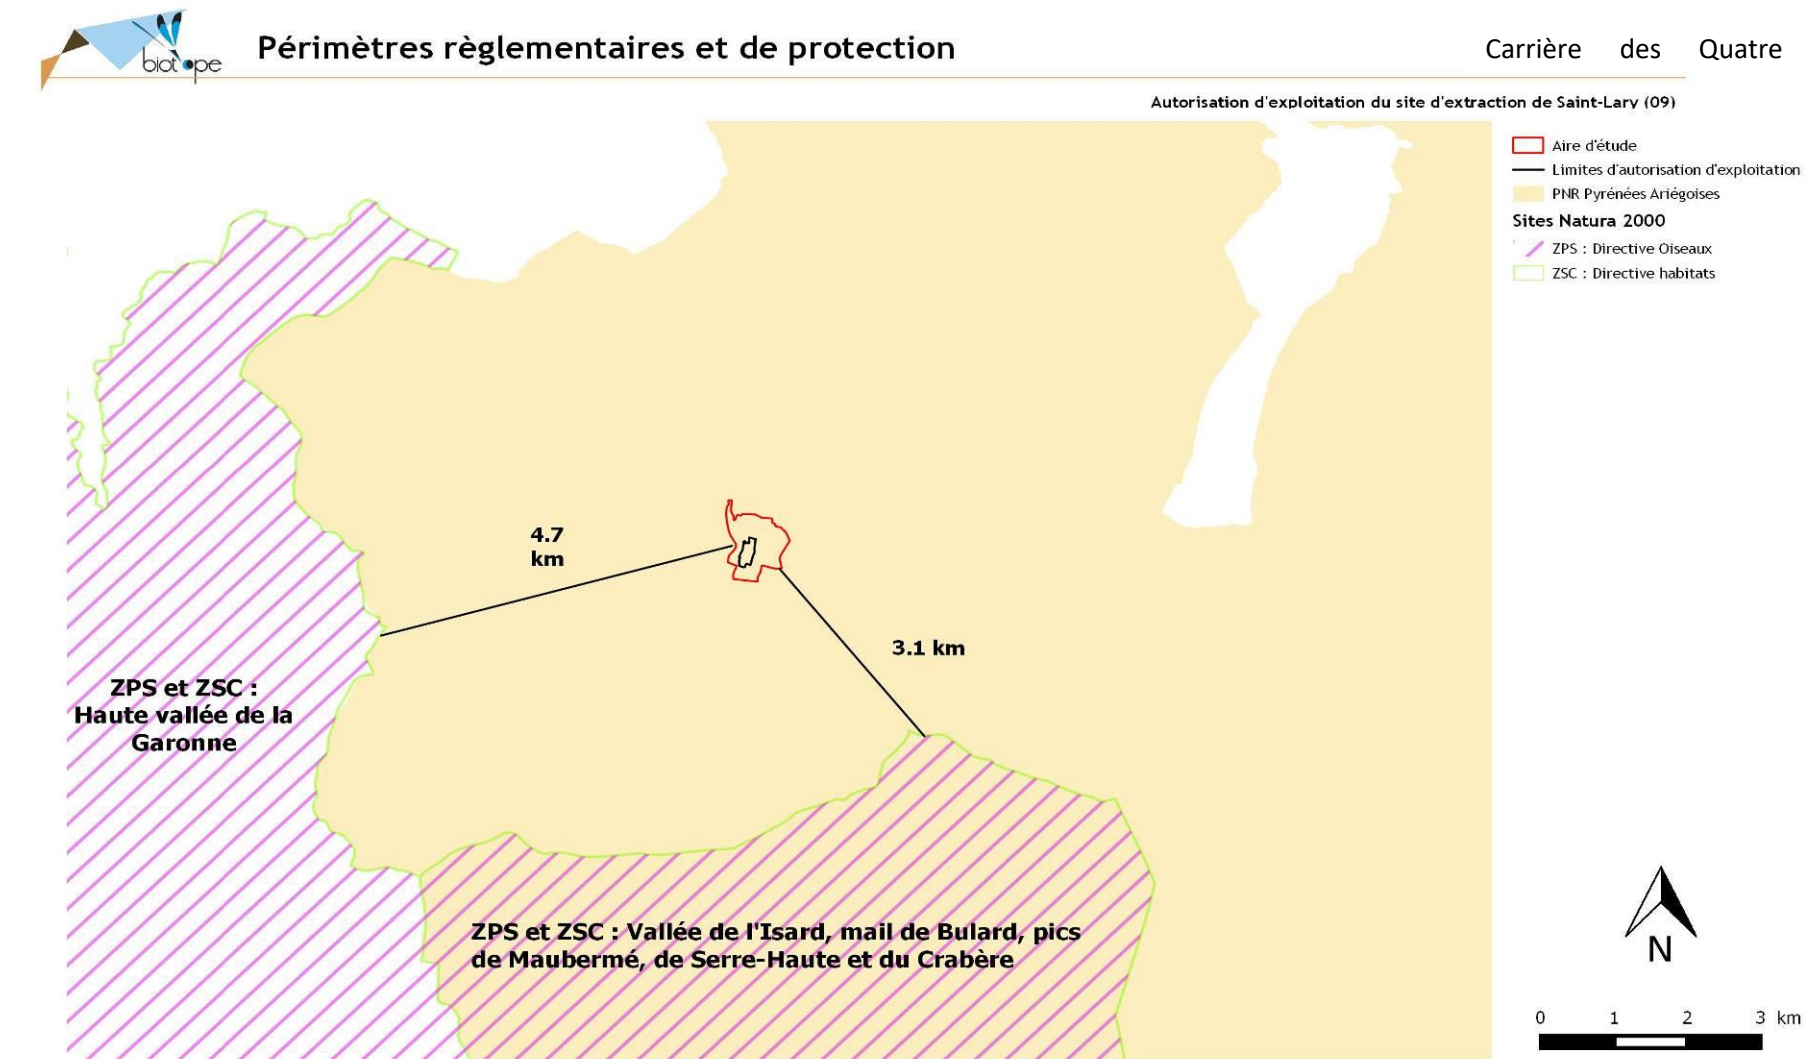 biotope
Périmètres règlementaires et de protection
Carrière des Quatre
Autorisation d'exploitation du site d'extraction de Saint-Lary (09)
Aire d'étude
Limites d'autorisation d'exploitation
PNR Pyrénées Ariégoises
Sites Natura 2000
ZPS : Directive Oiseaux
ZSC : Directive habitats
4.7
km
3.1 km
ZPS et ZSC :
Haute vallée de la
Garonne
ZPS et ZSC : Vallée de l'Isard, mail de Bulard, pics
de Maubermé, de Serre-Haute et du Crabère
N
0 1 2 3 km